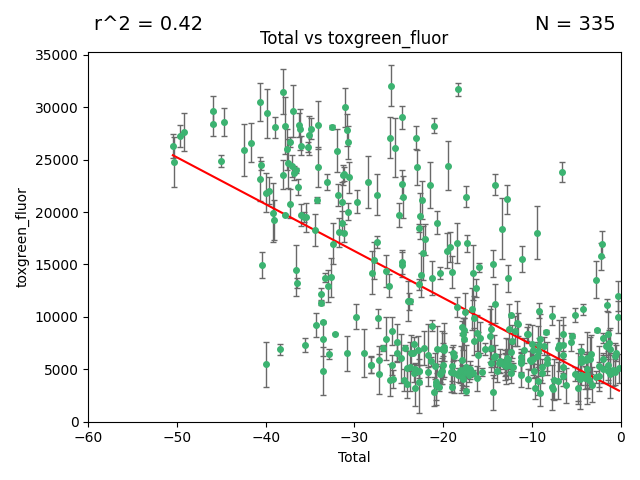 r^2 = 0.42 N = 335
Total vs toxgreen_fluor
35000
30000
25000
20000
15000
10000
5000
0
toxgreen_fluor
−60 −50 −40 −30 −20 −10 0
Total